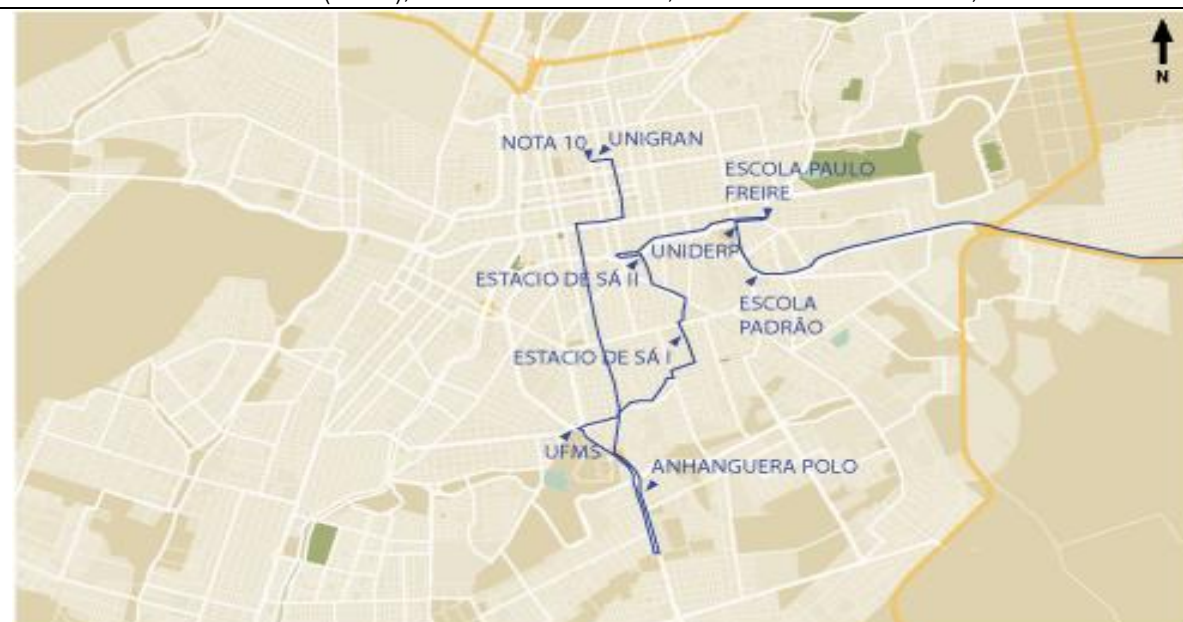 N
NOTA 10
UNIGRAN
ESCOLA PAULO
FREIRE
UNIDERP
ESTACIO DE SÁ II
ESCOLA
PADRÃO
ESTACIO DE SÁ I
UFMS
ANHANGUERA POLO